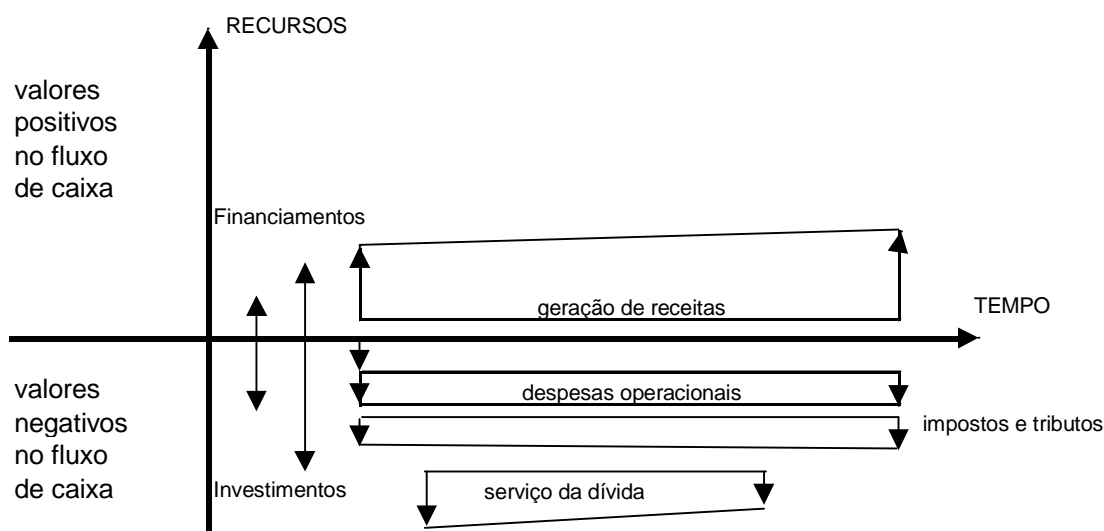 RECURSOS
valores
positivos
no fluxo
de caixa
Financiamentos
geração de receitas
TEMPO
valores
negativos
no fluxo
de caixa
despesas operacionais
impostos e tributos
Investimentos
serviço da dívida